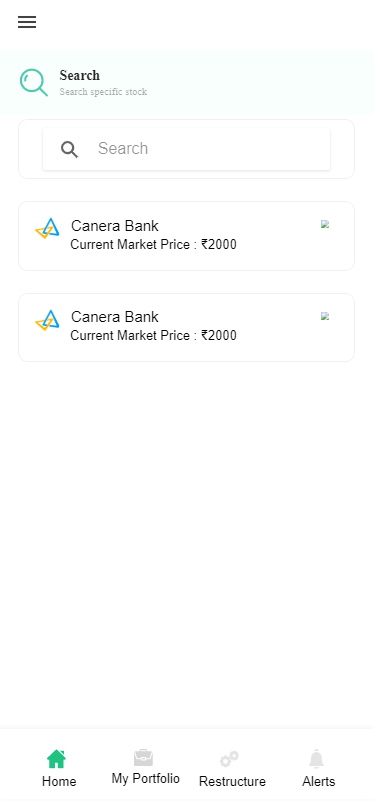 Search
Search specific stock
Search
Canera Bank
Current Market Price : ₹2000
Canera Bank
Current Market Price : ₹2000
Home
My Portfolio
Restructure
Alerts